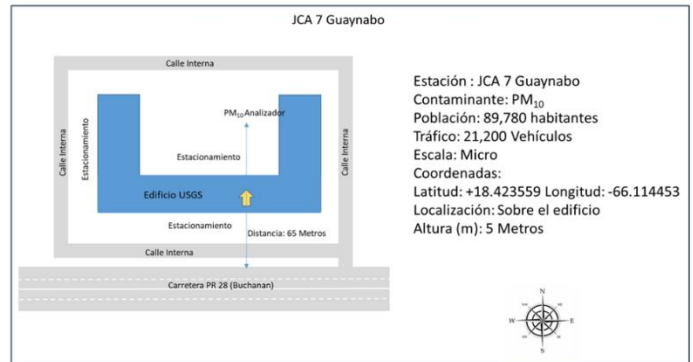 JCA 7 Guaynabo
Calle Interna
Calle Interna
Estacionamiento
PM10 Analizador
Estacionamiento
Edificio USGS
Estacionamiento
Distancia: 65 Metros
Calle Interna
Calle Interna
Carretera PR 28 (Buchanan)
Estación : JCA 7 Guaynabo
Contaminante: PM10
Población: 89,780 habitantes
Tráfico: 21,200 Vehículos
Escala: Micro
Coordenadas:
Latitud: +18.423559 Longitud: -66.114453
Localización: Sobre el edificio
Altura (m): 5 Metros
N
W
E
S